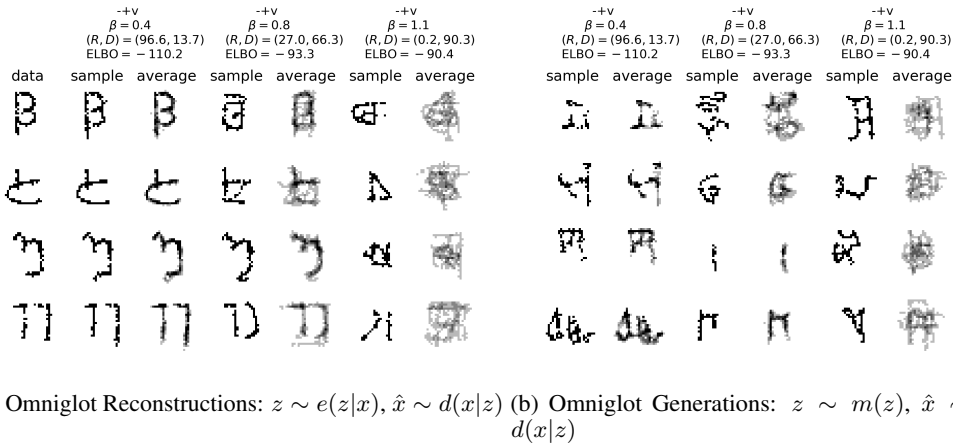 -+v -+v -+v -+v -+v -+v
β = 0.4 β = 0.8 β = 1.1 β = 0.4 β = 0.8 β = 1.1
(R, D) = (96.6, 13.7) (R, D) = (27.0, 66.3) (R, D) = (0.2, 90.3) (R, D) = (96.6, 13.7) (R, D) = (27.0, 66.3) (R, D) = (0.2, 90.3)
ELBO = −110.2 ELBO = −93.3 ELBO = −90.4 ELBO = −110.2 ELBO = −93.3 ELBO = −90.4
data sample average sample average sample average sample average sample average sample average
Omniglot Reconstructions: z ∼ e(z|x), x̂ ∼ d(x|z) (b) Omniglot Generations: z ∼ m(z), x̂ ∼
d(x|z)